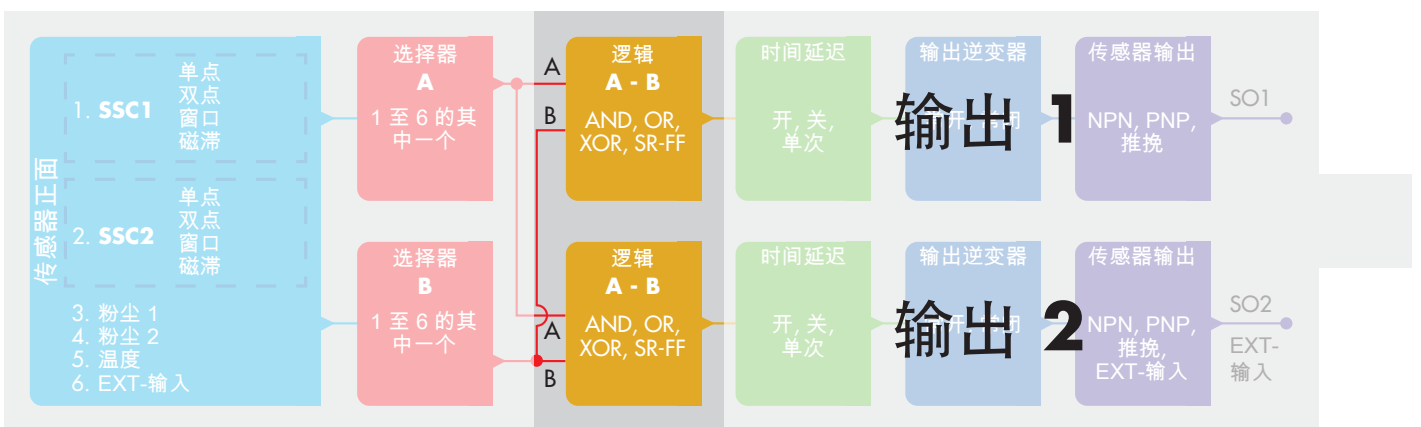 传感器正面
1. SSC1
单点
双点
窗口
磁滞
2. SSC2
单点
双点
窗口
磁滞
3. 粉尘 1
4. 粉尘 2
5. 温度
6. EXT-输入
选择器
A
1 至 6 的其
中一个
A
B
逻辑
A - B
AND, OR,
XOR, SR-FF
时间延迟
开, 关,
单次
输出逆变器
输出 1
传感器输出
NPN, PNP,
推挽
SO1
选择器
B
1 至 6 的其
中一个
A
B
逻辑
A - B
AND, OR,
XOR, SR-FF
时间延迟
开, 关,
单次
输出逆变器
输出 2
传感器输出
NPN, PNP,
推挽,
EXT-输入
SO2
EXT-
输入